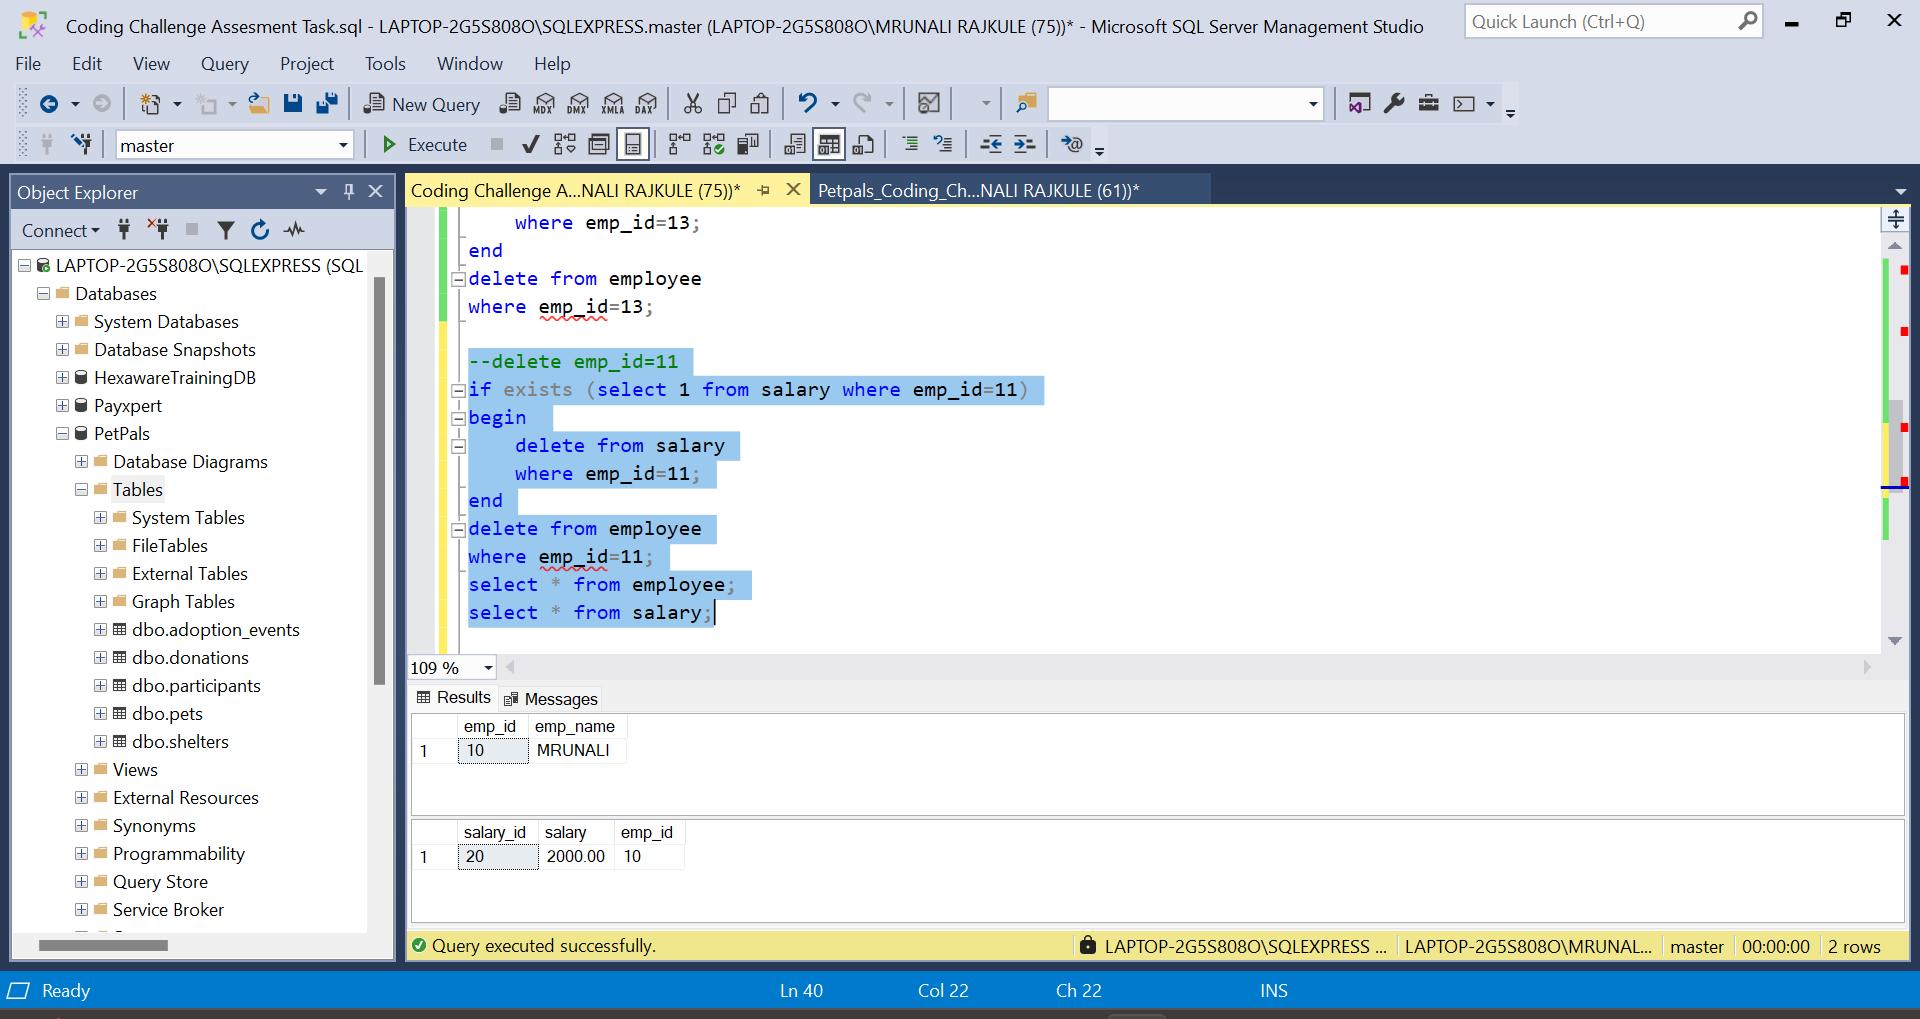 Coding Challenge Assesment Task.sql - LAPTOP-2G5S808O\SQLEXPRESS.master (LAPTOP-2G5S808O\MRUNALI RAJKULE (75))* - Microsoft SQL Server Management Studio
Quick Launch (Ctrl+Q)
File Edit View Query Project Tools Window Help
New Query MDX DMX XMLA DAX
master Execute
Object Explorer
Connect
LAPTOP-2G5S808O\SQLEXPRESS (SQL
Databases
System Databases
Database Snapshots
HexawareTrainingDB
Payxpert
PetPals
Database Diagrams
Tables
System Tables
FileTables
External Tables
Graph Tables
dbo.adoption_events
dbo.donations
dbo.participants
dbo.pets
dbo.shelters
Views
External Resources
Synonyms
Programmability
Query Store
Service Broker
Coding Challenge A...NALI RAJKULE (75))* Petpals_Coding_Ch...NALI RAJKULE (61))*
where emp_id=13;
end
delete from employee
where emp_id=13;
--delete emp_id=11
if exists (select 1 from salary where emp_id=11)
begin
delete from salary
where emp_id=11;
end
delete from employee
where emp_id=11;
select * from employee;
select * from salary;
109 %
Results Messages
emp_id emp_name
1 10 MRUNALI
salary_id salary emp_id
1 20 2000.00 10
Query executed successfully. LAPTOP-2G5S808O\SQLEXPRESS ... LAPTOP-2G5S808O\MRUNAL... master 00:00:00 2 rows
Ready Ln 40 Col 22 Ch 22 INS